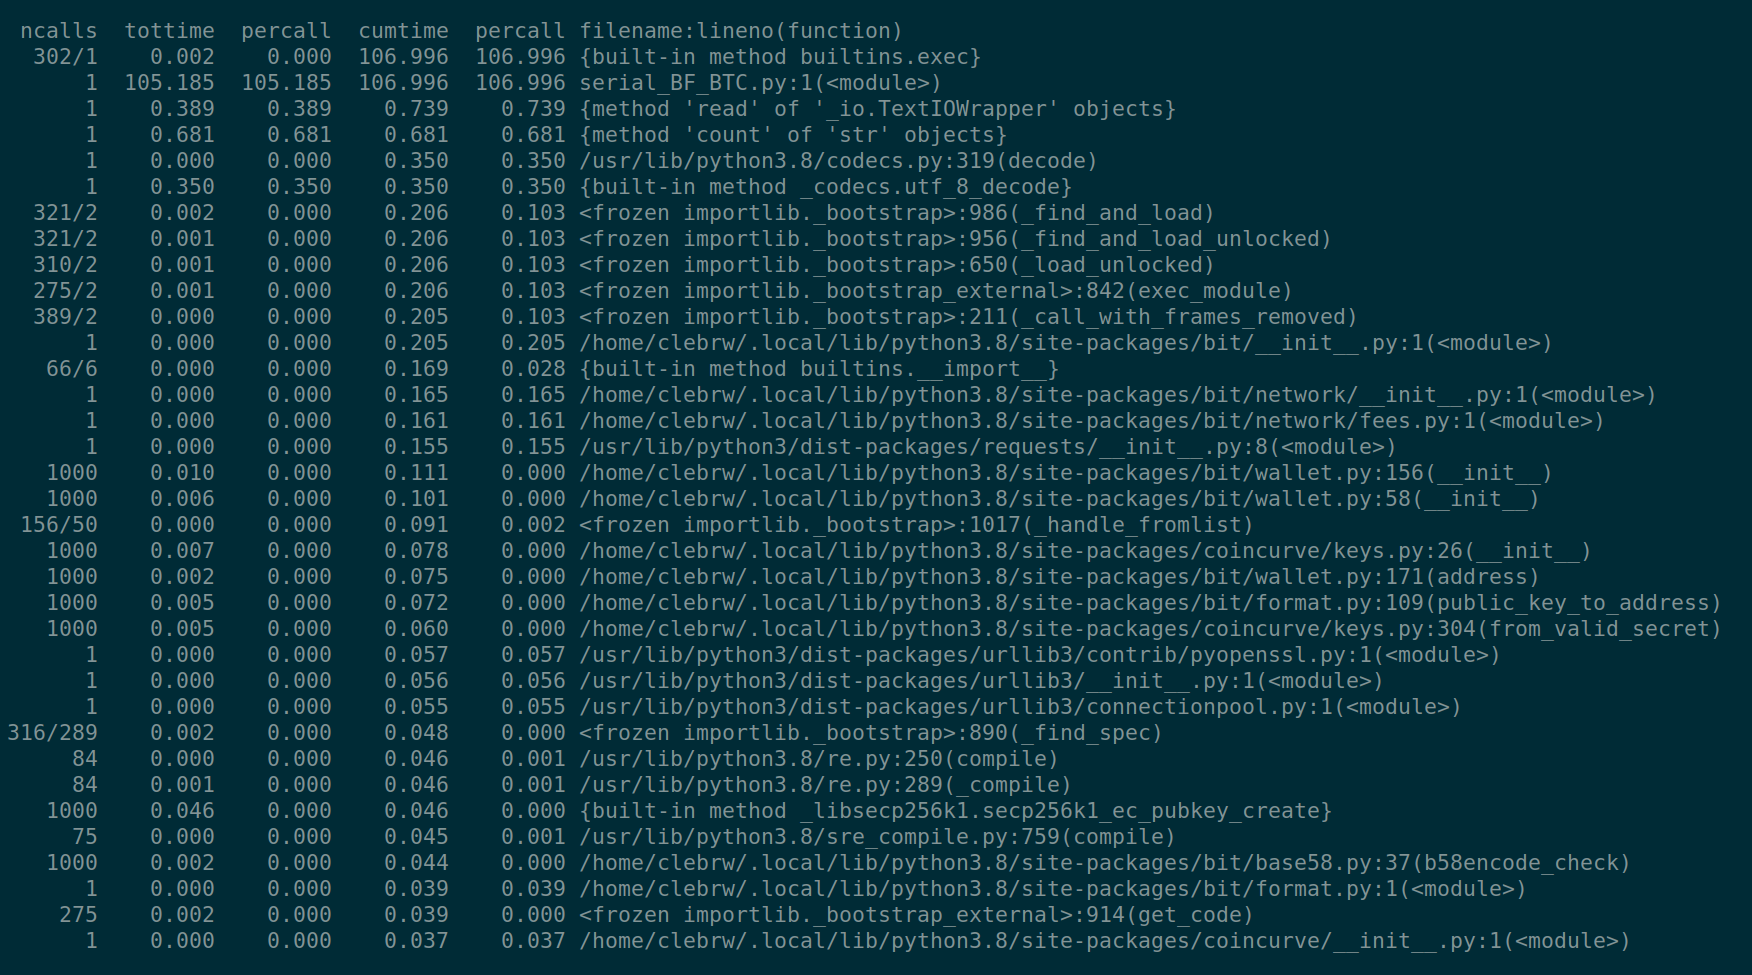 ncalls  tottime  percall  cumtime  percall filename:lineno(function)
302/1    0.002    0.000  106.996  106.996 {built-in method builtins.exec}
1  105.185  105.185  106.996  106.996 serial_BF_BTC.py:1(<module>)
1    0.389    0.389    0.739    0.739 {method 'read' of '_io.TextIOWrapper' objects}
1    0.681    0.681    0.681    0.681 {method 'count' of 'str' objects}
1    0.000    0.000    0.350    0.350 /usr/lib/python3.8/codecs.py:319(decode)
1    0.350    0.350    0.350    0.350 {built-in method _codecs.utf_8_decode}
321/2    0.002    0.000    0.206    0.103 <frozen importlib._bootstrap>:986(_find_and_load)
321/2    0.001    0.000    0.206    0.103 <frozen importlib._bootstrap>:956(_find_and_load_unlocked)
310/2    0.001    0.000    0.206    0.103 <frozen importlib._bootstrap>:650(_load_unlocked)
275/2    0.001    0.000    0.206    0.103 <frozen importlib._bootstrap_external>:842(exec_module)
389/2    0.000    0.000    0.205    0.103 <frozen importlib._bootstrap>:211(_call_with_frames_removed)
1    0.000    0.000    0.205    0.205 /home/clebrw/.local/lib/python3.8/site-packages/bit/__init__.py:1(<module>)
66/6    0.000    0.000    0.169    0.028 {built-in method builtins.__import__}
1    0.000    0.000    0.165    0.165 /home/clebrw/.local/lib/python3.8/site-packages/bit/network/__init__.py:1(<module>)
1    0.000    0.000    0.161    0.161 /home/clebrw/.local/lib/python3.8/site-packages/bit/network/fees.py:1(<module>)
1    0.000    0.000    0.155    0.155 /usr/lib/python3/dist-packages/requests/__init__.py:8(<module>)
1000    0.010    0.000    0.111    0.000 /home/clebrw/.local/lib/python3.8/site-packages/bit/wallet.py:156(__init__)
1000    0.006    0.000    0.101    0.000 /home/clebrw/.local/lib/python3.8/site-packages/bit/wallet.py:58(__init__)
156/50    0.000    0.000    0.091    0.002 <frozen importlib._bootstrap>:1017(_handle_fromlist)
1000    0.007    0.000    0.078    0.000 /home/clebrw/.local/lib/python3.8/site-packages/coincurve/keys.py:26(__init__)
1000    0.002    0.000    0.075    0.000 /home/clebrw/.local/lib/python3.8/site-packages/bit/wallet.py:171(address)
1000    0.005    0.000    0.072    0.000 /home/clebrw/.local/lib/python3.8/site-packages/bit/format.py:109(public_key_to_address)
1000    0.005    0.000    0.060    0.000 /home/clebrw/.local/lib/python3.8/site-packages/coincurve/keys.py:304(from_valid_secret)
1    0.000    0.000    0.057    0.057 /usr/lib/python3/dist-packages/urllib3/contrib/pyopenssl.py:1(<module>)
1    0.000    0.000    0.056    0.056 /usr/lib/python3/dist-packages/urllib3/__init__.py:1(<module>)
1    0.000    0.000    0.055    0.055 /usr/lib/python3/dist-packages/urllib3/connectionpool.py:1(<module>)
316/289    0.002    0.000    0.048    0.000 <frozen importlib._bootstrap>:890(_find_spec)
84    0.000    0.000    0.046    0.001 /usr/lib/python3.8/re.py:250(compile)
84    0.001    0.000    0.046    0.001 /usr/lib/python3.8/re.py:289(_compile)
1000    0.046    0.000    0.046    0.000 {built-in method _libsecp256k1.secp256k1_ec_pubkey_create}
75    0.000    0.000    0.045    0.001 /usr/lib/python3.8/sre_compile.py:759(compile)
1000    0.002    0.000    0.044    0.000 /home/clebrw/.local/lib/python3.8/site-packages/bit/base58.py:37(b58encode_check)
1    0.000    0.000    0.039    0.039 /home/clebrw/.local/lib/python3.8/site-packages/bit/format.py:1(<module>)
275    0.002    0.000    0.039    0.000 <frozen importlib._bootstrap_external>:914(get_code)
1    0.000    0.000    0.037    0.037 /home/clebrw/.local/lib/python3.8/site-packages/coincurve/__init__.py:1(<module>)